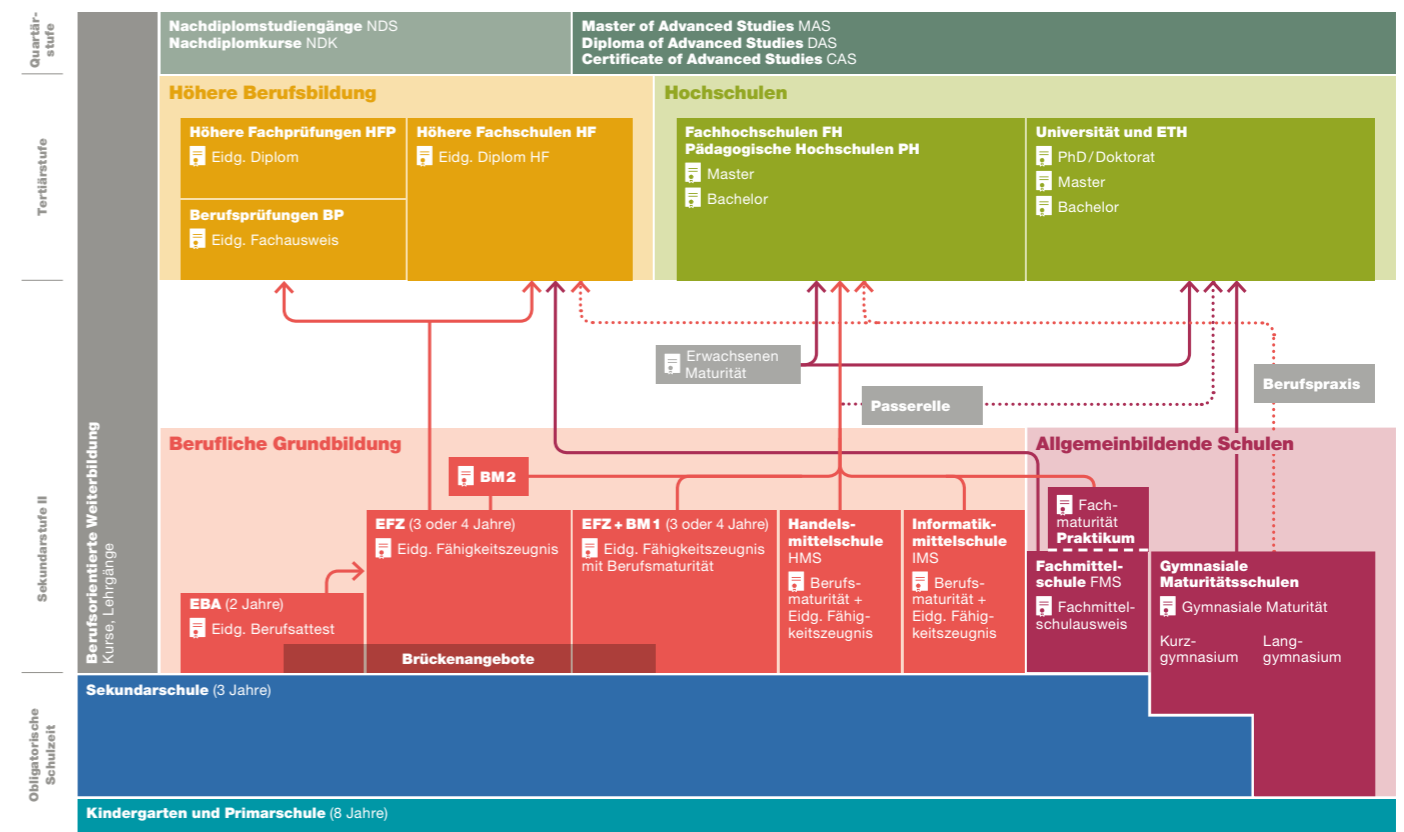 Quartär-
stufe
Nachdiplomstudiengänge NDS
Nachdiplomkurse NDK
Master of Advanced Studies MAS
Diploma of Advanced Studies DAS
Certificate of Advanced Studies CAS
Tertiärstufe
Höhere Berufsbildung
Höhere Fachprüfungen HFP
Eidg. Diplom
Berufsprüfungen BP
Eidg. Fachausweis
Höhere Fachschulen HF
Eidg. Diplom HF
Hochschulen
Fachhochschulen FH
Pädagogische Hochschulen PH
Master
Bachelor
Universität und ETH
PhD/Doktorat
Master
Bachelor
Erwachsenen
Maturität
Passerelle
Berufspraxis
Sekundarstufe II
Berufsorientierte Weiterbildung
Kurse, Lehrgänge
Berufliche Grundbildung
BM2
EBA (2 Jahre)
Eidg. Berufsattest
EFZ (3 oder 4 Jahre)
Eidg. Fähigkeitszeugnis
EFZ + BM1 (3 oder 4 Jahre)
Eidg. Fähigkeitszeugnis
mit Berufsmaturität
Handels-
mittelschule
HMS
Berufs-
maturität +
Eidg. Fähig-
keitszeugnis
Informatik-
mittelschule
IMS
Berufs-
maturität +
Eidg. Fähig-
keitszeugnis
Brückenangebote
Allgemeinbildende Schulen
Fach-
maturität
Praktikum
Fachmittel-
schule FMS
Fachmittel-
schulausweis
Gymnasiale
Maturitätsschulen
Gymnasiale Maturität
Kurz-
gymnasium
Lang-
gymnasium
Obligatorische
Schulzeit
Sekundarschule (3 Jahre)
Kindergarten und Primarschule (8 Jahre)